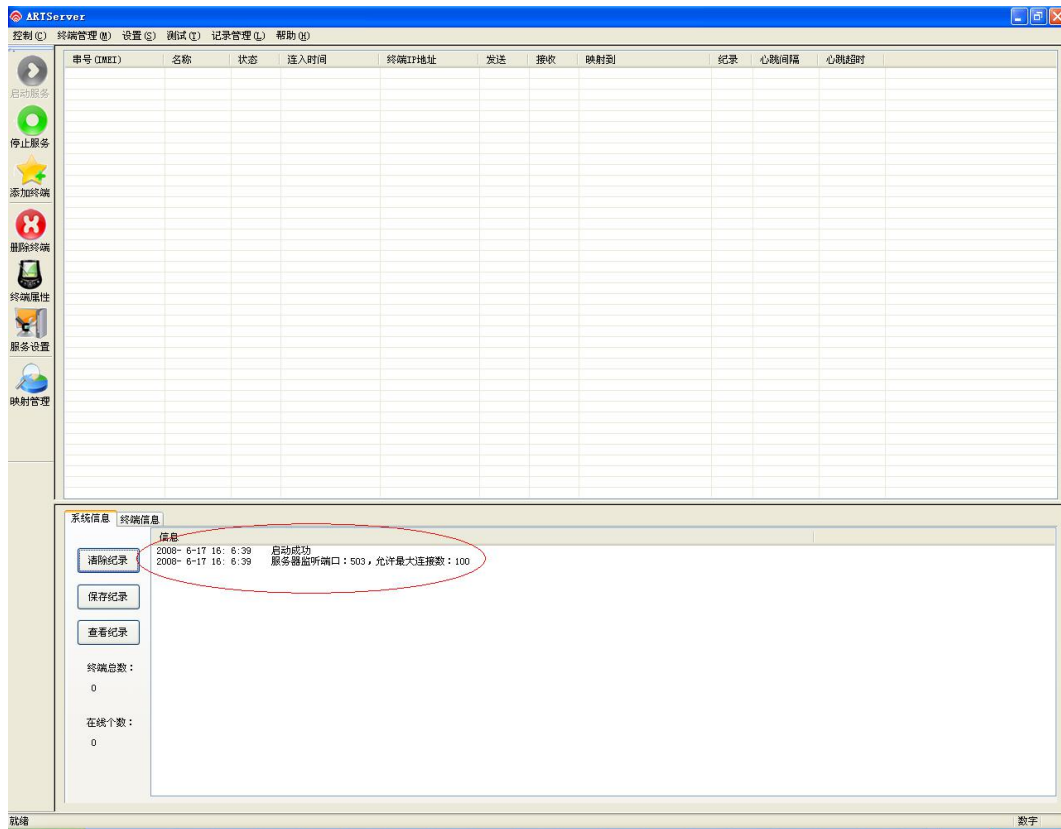 ARTServer
控制(C) 终端管理(M) 设置(S) 测试(T) 记录管理(L) 帮助(H)
串号(IMEI) 名称 状态 连入时间 终端IP地址 发送 接收 映射到 纪录 心跳间隔 心跳超时
启动服务
停止服务
添加终端
删除终端
终端属性
服务设置
映射管理
系统信息 终端信息
信息
2008- 6-17 16: 6:39 启动成功
2008- 6-17 16: 6:39 服务器监听端口：503，允许最大连接数：100
清除纪录
保存纪录
查看纪录
终端总数：
0
在线个数：
0
就绪 数字